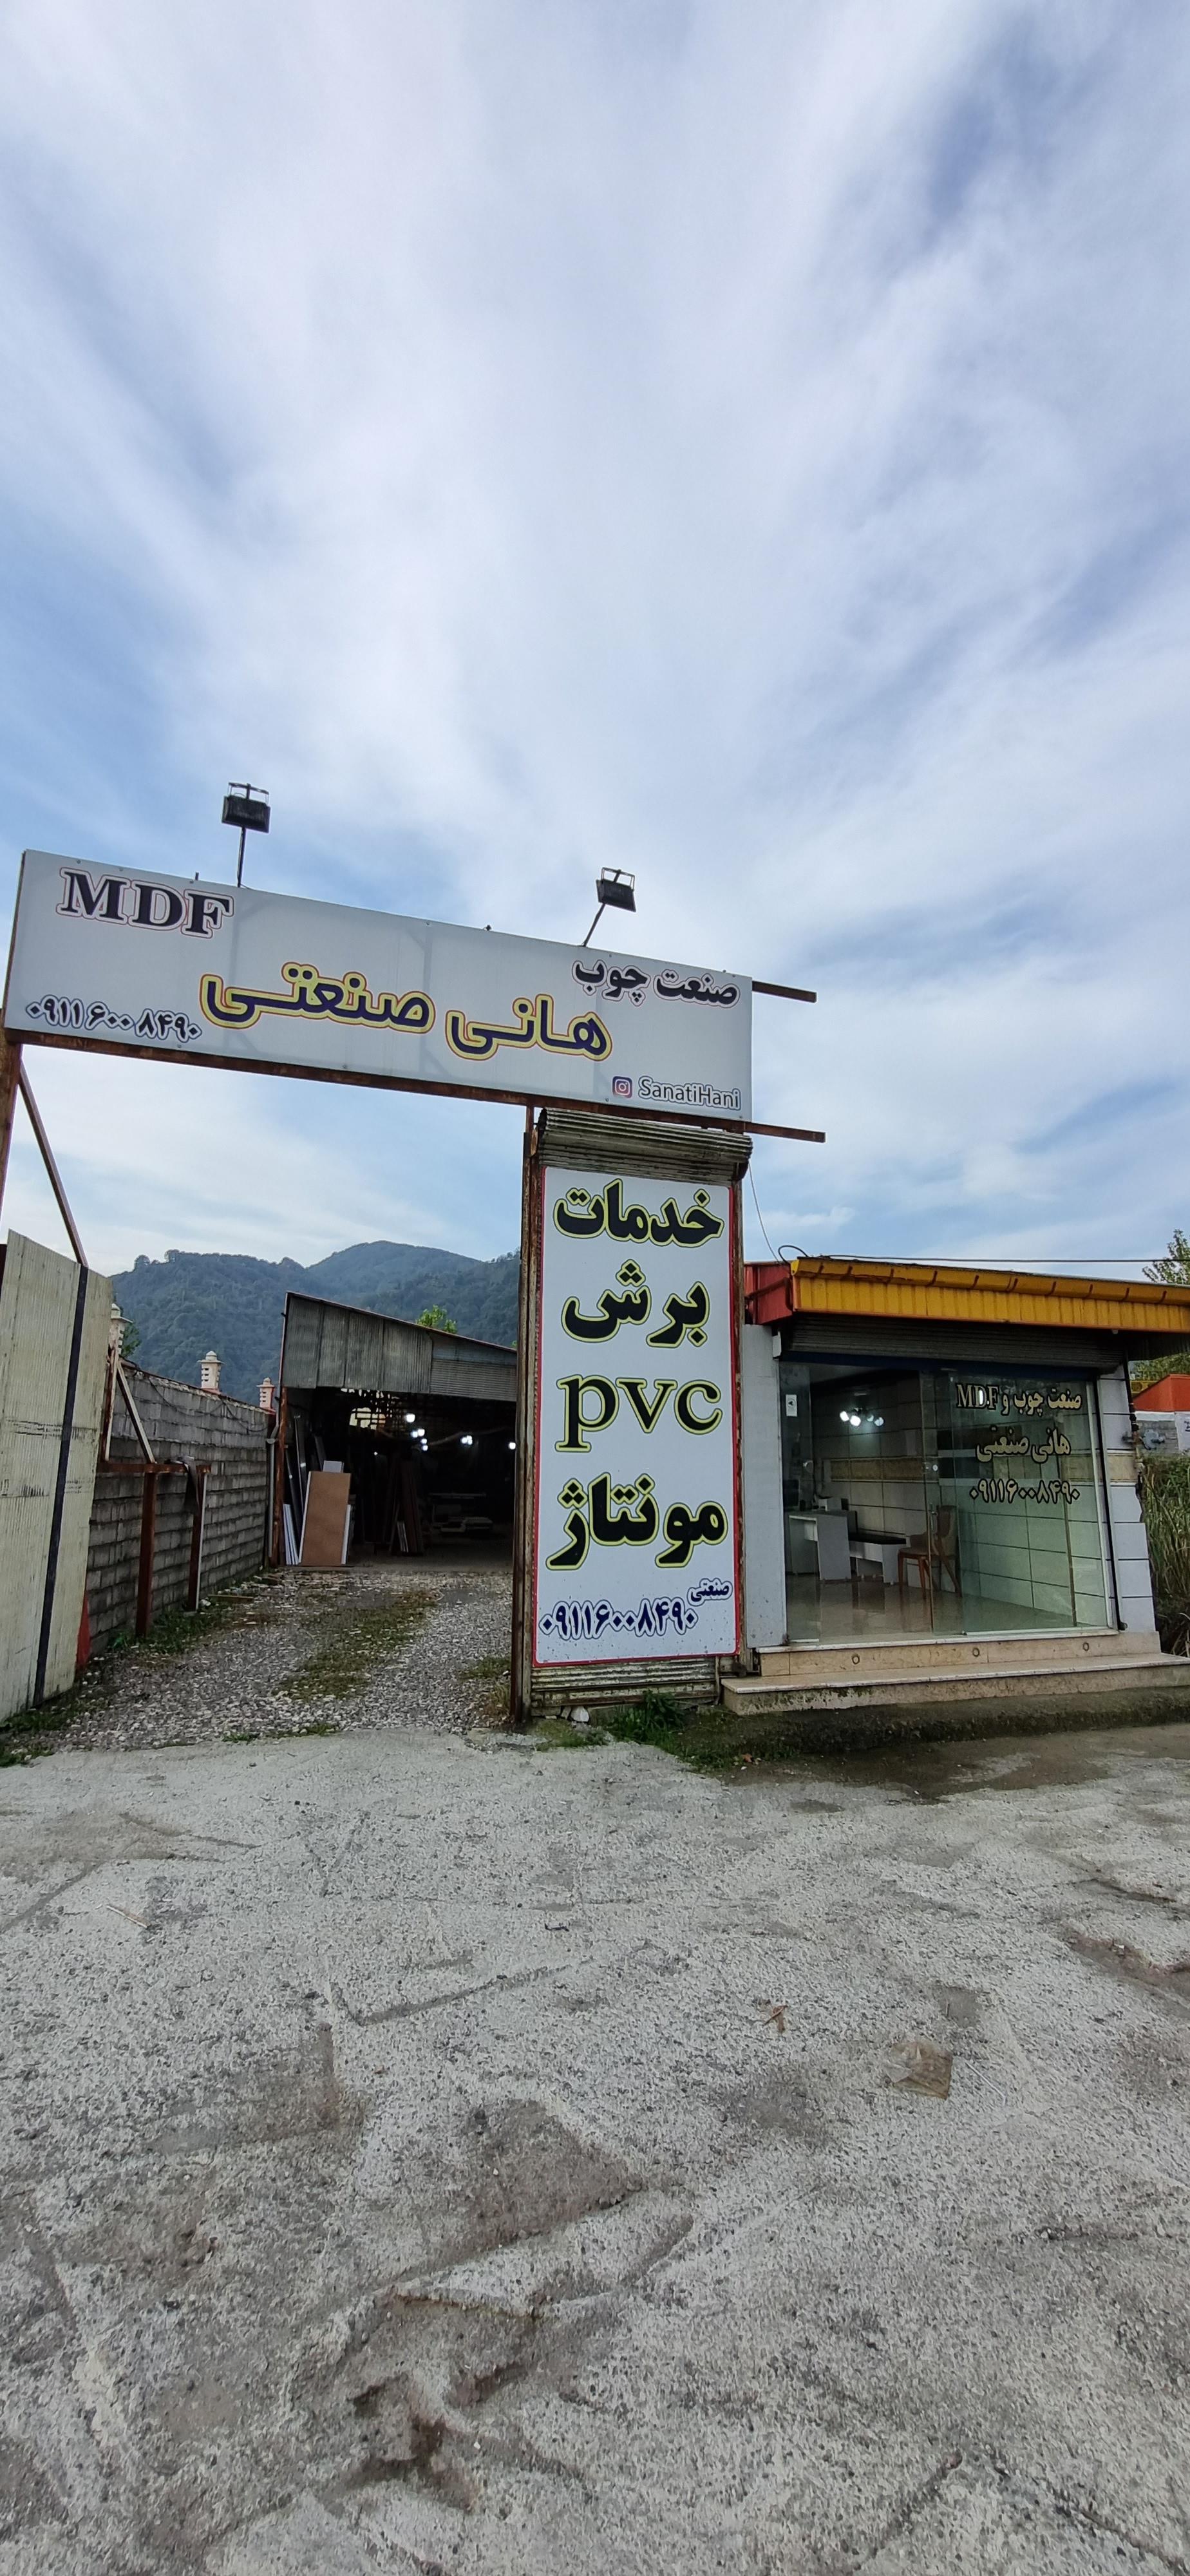 MDF
صنعت چوب
هانی صنعتی
۰۹۱۱۶۰۰۸۴۹۰
SanatiHani
خدمات
برش
pvc
مونتاژ
صنعتی
۰۹۱۱۶۰۰۸۴۹۰
صنعت چوب و MDF
هانی صنعتی
۰۹۱۱۶۰۰۸۴۹۰